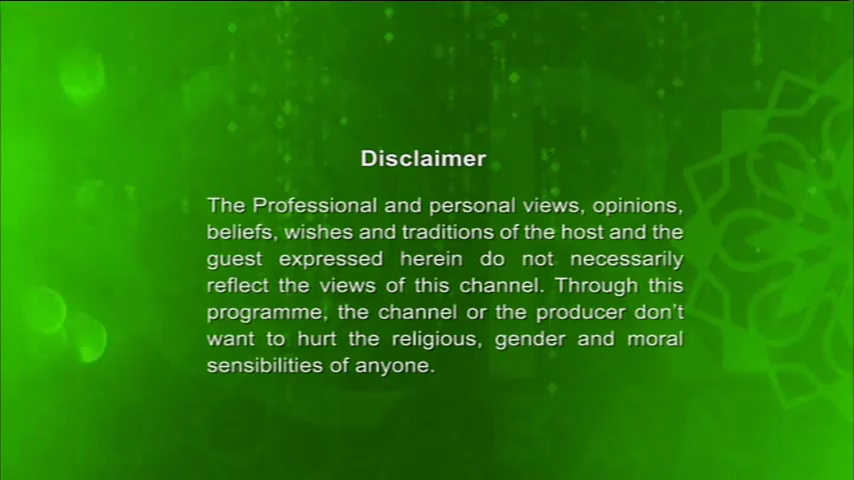 Disclaimer
The Professional and personal views, opinions,
beliefs, wishes and traditions of the host and the
guest expressed herein do not necessarily
reflect the views of this channel. Through this
programme, the channel or the producer don't
want to hurt the religious, gender and moral
sensibilities of anyone.